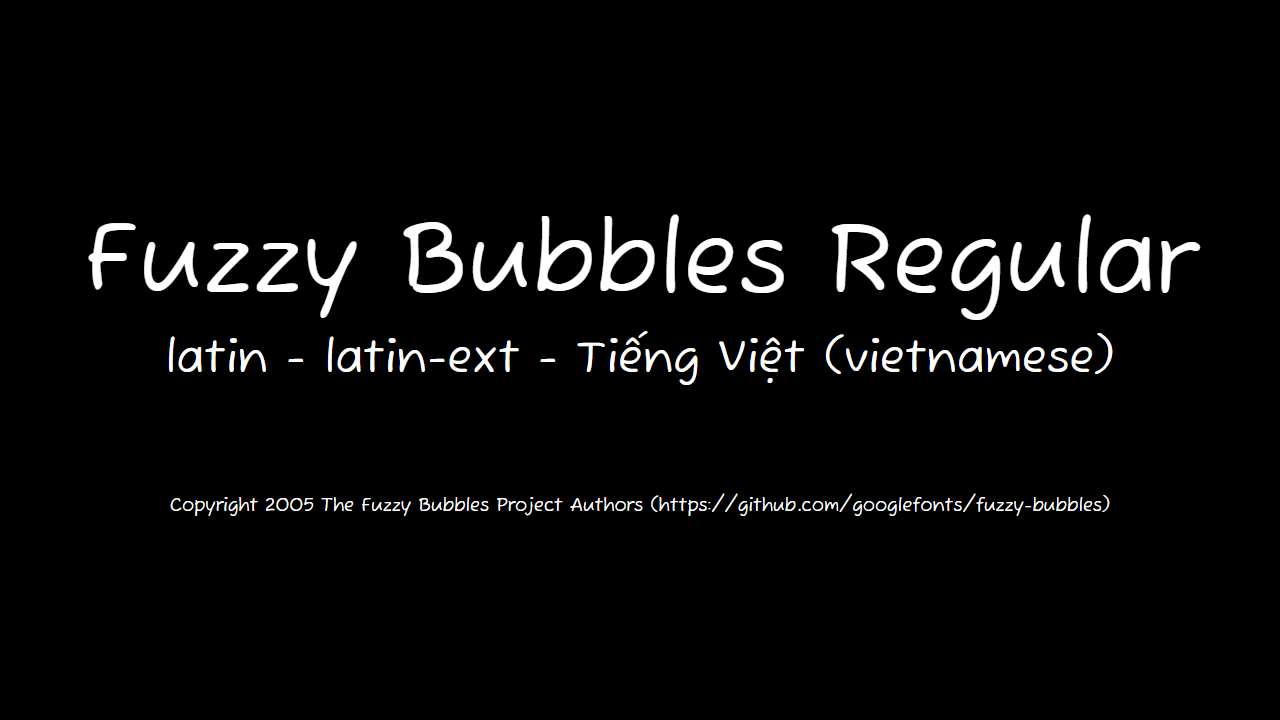 Fuzzy Bubbles Regular
latin - latin-ext - Tiếng Việt (vietnamese)
Copyright 2005 The Fuzzy Bubbles Project Authors (https://github.com/googlefonts/fuzzy-bubbles)